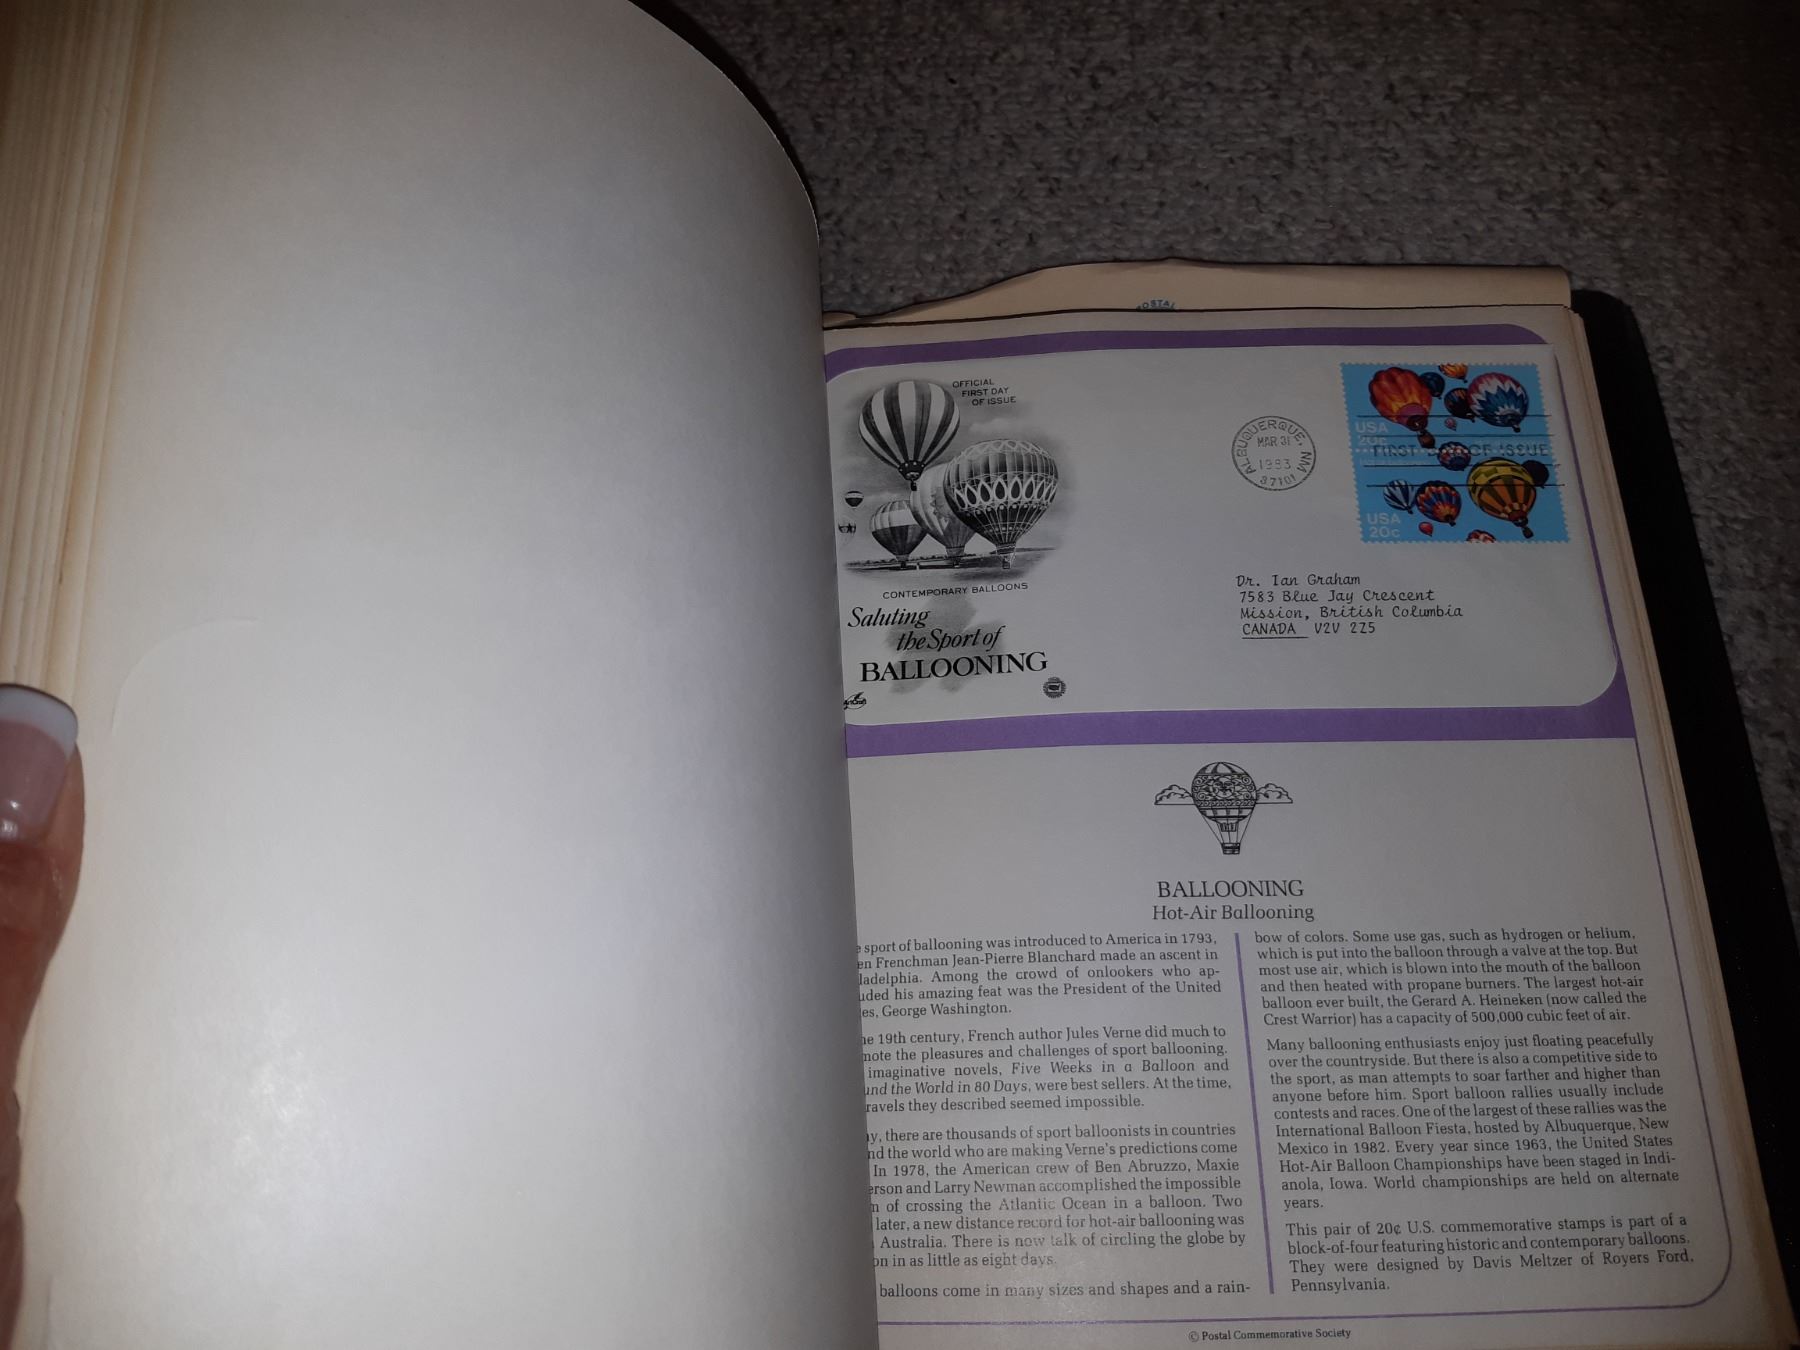 OSTAL
OFFICIAL
FIRST DAY
OF ISSUE
CONTEMPORARY BALLOONS
Saluting
the Sport of
BALLOONING
ArtCraft
ALBUQUERQUE, NM
MAR 31
1983
87101
USA
20c
FIRST DAY OF ISSUE
USA
20c
Dr. Ian Graham
7583 Blue Jay Crescent
Mission, British Columbia
CANADA V2V 2Z5
BALLOONING
Hot-Air Ballooning
e sport of ballooning was introduced to America in 1793,
en Frenchman Jean-Pierre Blanchard made an ascent in
ladelphia. Among the crowd of onlookers who ap-
uded his amazing feat was the President of the United
es, George Washington.
he 19th century, French author Jules Verne did much to
mote the pleasures and challenges of sport ballooning.
imaginative novels, Five Weeks in a Balloon and
und the World in 80 Days, were best sellers. At the time,
ravels they described seemed impossible.
ay, there are thousands of sport balloonists in countries
nd the world who are making Verne's predictions come
In 1978, the American crew of Ben Abruzzo, Maxie
erson and Larry Newman accomplished the impossible
m of crossing the Atlantic Ocean in a balloon. Two
later, a new distance record for hot-air ballooning was
Australia. There is now talk of circling the globe by
on in as little as eight days.
balloons come in many sizes and shapes and a rain-
bow of colors. Some use gas, such as hydrogen or helium,
which is put into the balloon through a valve at the top. But
most use air, which is blown into the mouth of the balloon
and then heated with propane burners. The largest hot-air
balloon ever built, the Gerard A. Heineken (now called the
Crest Warrior) has a capacity of 500,000 cubic feet of air.
Many ballooning enthusiasts enjoy just floating peacefully
over the countryside. But there is also a competitive side to
the sport, as man attempts to soar farther and higher than
anyone before him. Sport balloon rallies usually include
contests and races. One of the largest of these rallies was the
International Balloon Fiesta, hosted by Albuquerque, New
Mexico in 1982. Every year since 1963, the United States
Hot-Air Balloon Championships have been staged in Indi-
anola, Iowa. World championships are held on alternate
years.
This pair of 20¢ U.S. commemorative stamps is part of a
block-of-four featuring historic and contemporary balloons.
They were designed by Davis Meltzer of Royers Ford,
Pennsylvania.
© Postal Commemorative Society